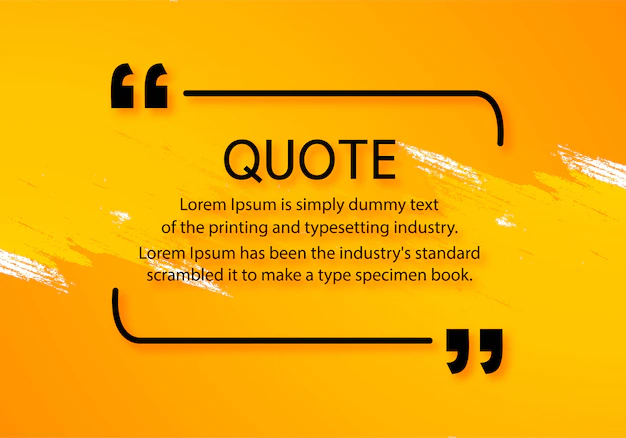 “
QUOTE
Lorem Ipsum is simply dummy text
of the printing and typesetting industry.
Lorem Ipsum has been the industry's standard
scrambled it to make a type specimen book.
”